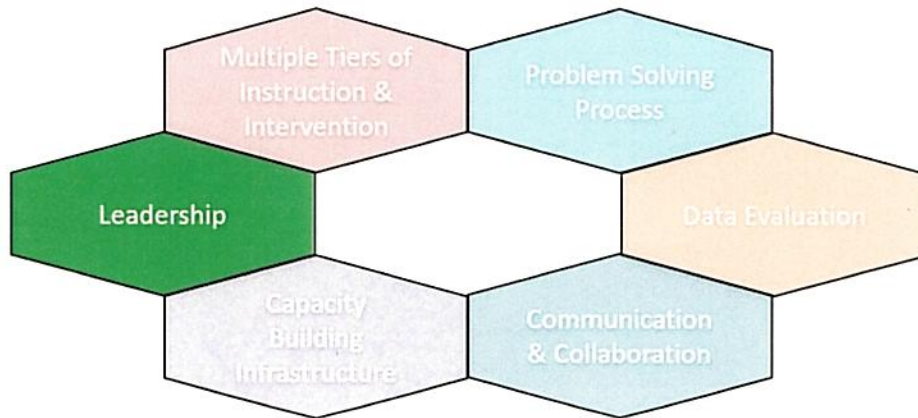 Multiple Tiers of
Instruction &
Intervention
Problem Solving
Process
Leadership
Data Evaluation
Capacity
Building
Infrastructure
Communication
& Collaboration